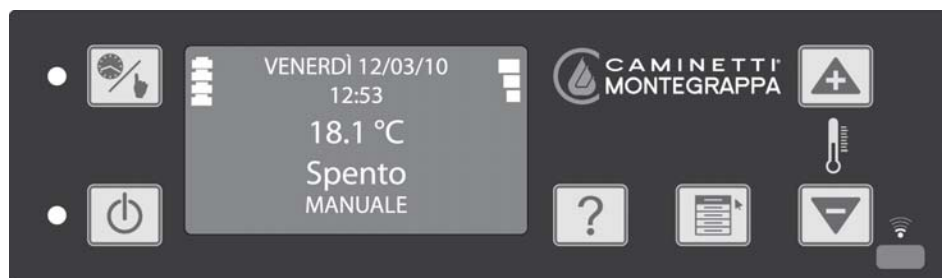 VENERDÌ 12/03/10
12:53
18.1 °C
Spento
MANUALE
CAMINETTI
MONTEGRAPPA
?